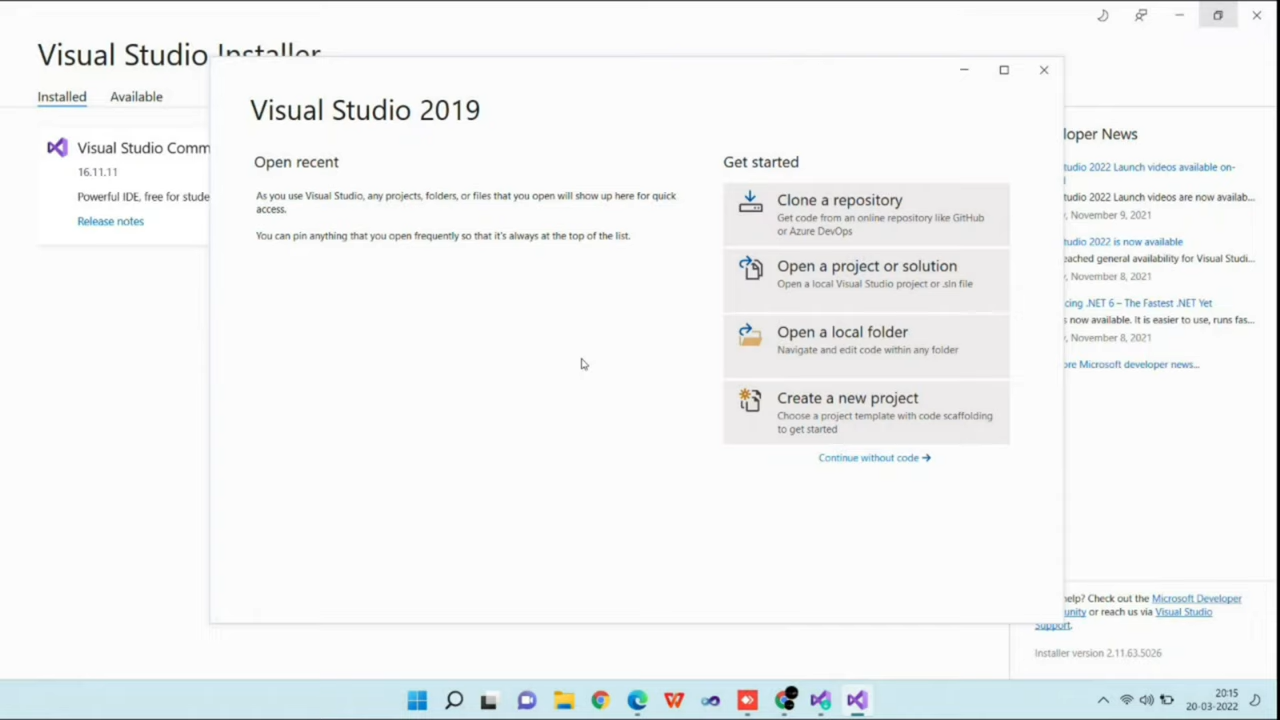 Visual Studio Installer
Installed
Available
Visual Studio Comm
16.11.11
Powerful IDE, free for stude
Release notes
Visual Studio 2019
Open recent
As you use Visual Studio, any projects, folders, or files that you open will show up here for quick
access.
You can pin anything that you open frequently so that it's always at the top of the list.
Get started
Clone a repository
Get code from an online repository like GitHub
or Azure DevOps
Open a project or solution
Open a local Visual Studio project or .sln file
Open a local folder
Navigate and edit code within any folder
Create a new project
Choose a project template with code scaffolding
to get started
Continue without code →
loper News
tudio 2022 Launch videos available on-
l
tudio 2022 Launch videos are now availab...
, November 9, 2021
tudio 2022 is now available
eached general availability for Visual Studi...
, November 8, 2021
cing .NET 6 – The Fastest .NET Yet
s now available. It is easier to use, runs fas...
, November 8, 2021
ore Microsoft developer news...
help? Check out the Microsoft Developer
unity or reach us via Visual Studio
Support.
Installer version 2.11.63.5026
20:15
20-03-2022